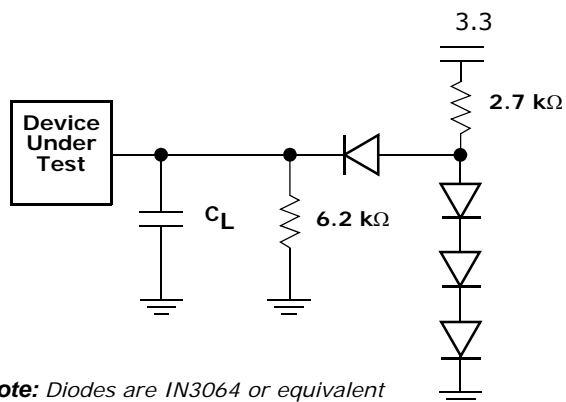 3.3
2.7 kΩ
Device
Under
Test
CL
6.2 kΩ
ote: Diodes are IN3064 or equivalent